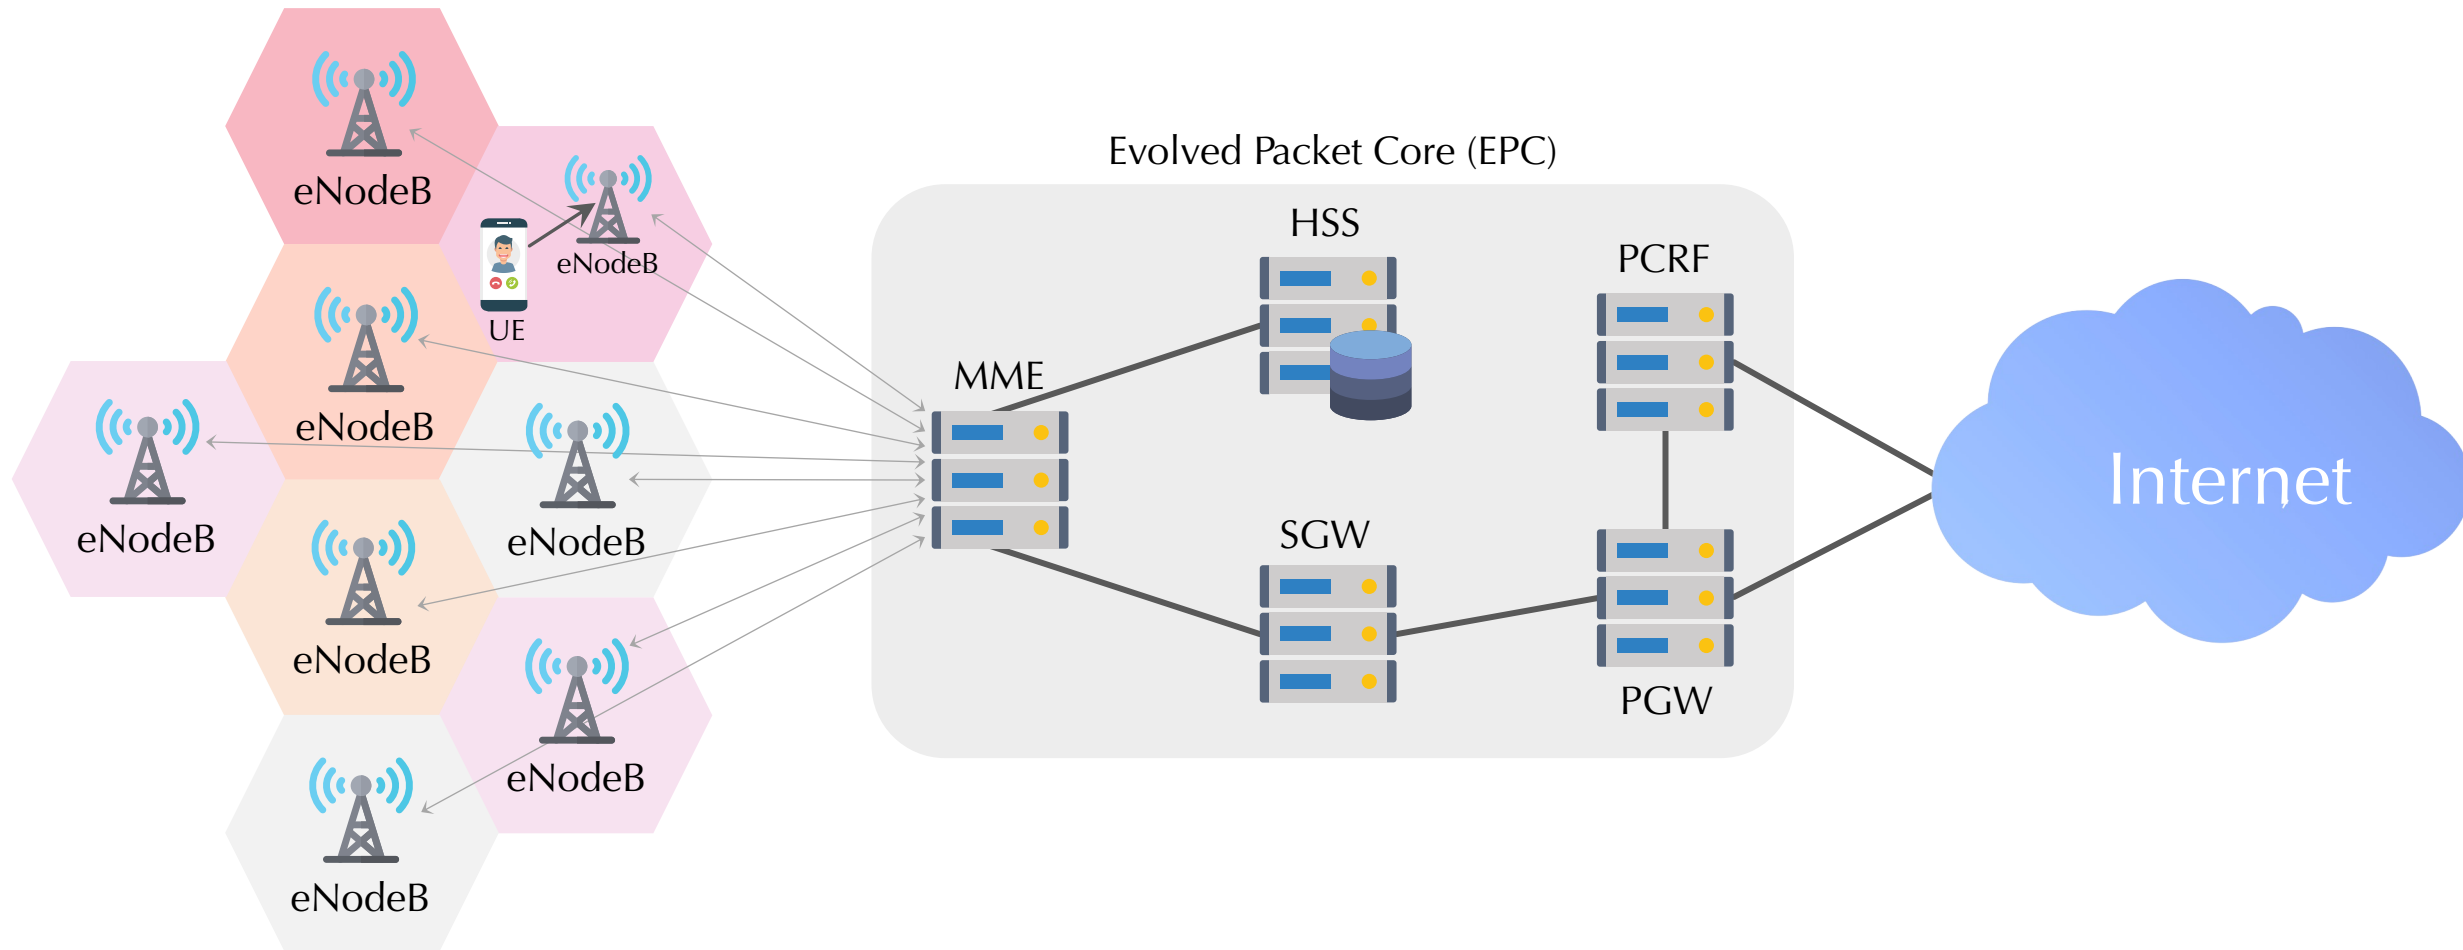 eNodeB
eNodeB
UE
eNodeB
eNodeB
eNodeB
eNodeB
eNodeB
eNodeB
Evolved Packet Core (EPC)
HSS
PCRF
MME
SGW
PGW
Internet